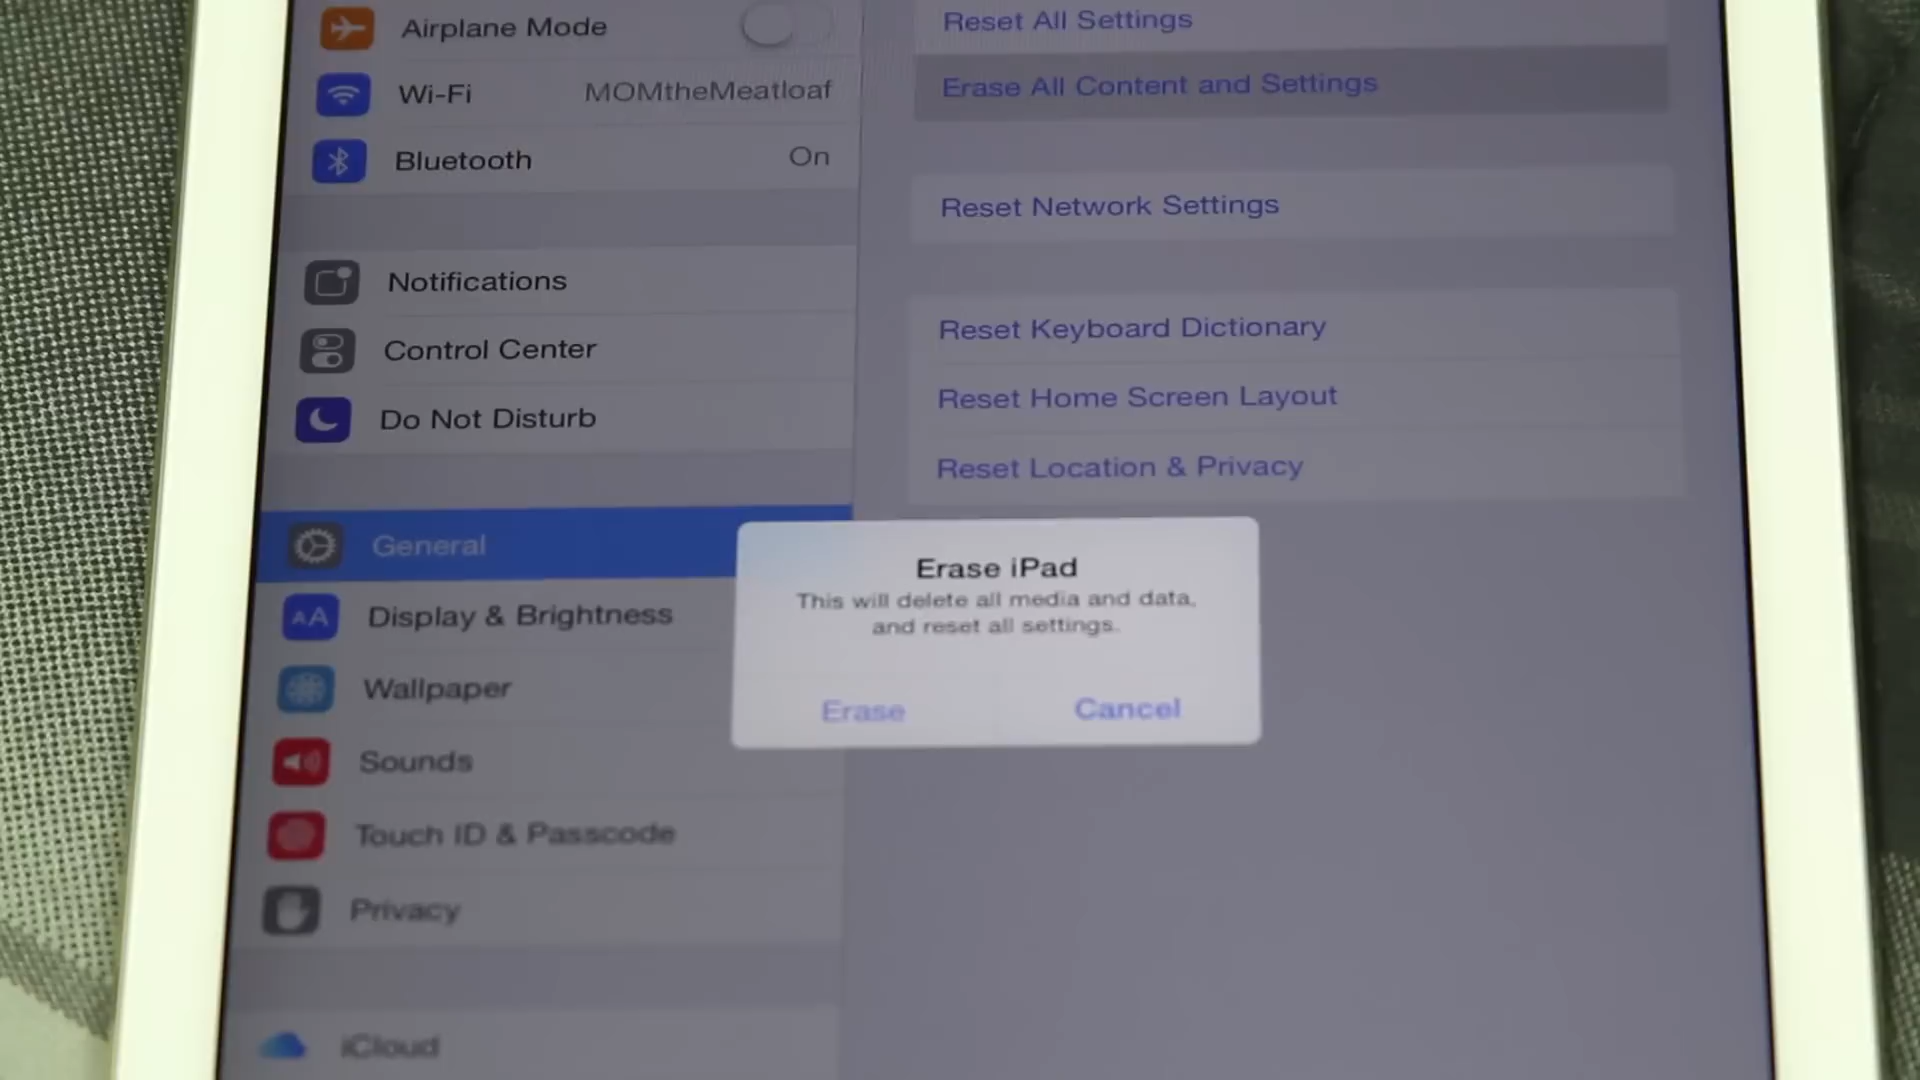 Airplane Mode
Wi-Fi MOMtheMeatloaf
Bluetooth On
Notifications
Control Center
Do Not Disturb
General
AA Display & Brightness
Wallpaper
Sounds
Touch ID & Passcode
Privacy
iCloud
Reset All Settings
Erase All Content and Settings
Reset Network Settings
Reset Keyboard Dictionary
Reset Home Screen Layout
Reset Location & Privacy
Erase iPad
This will delete all media and data,
and reset all settings.
Erase Cancel